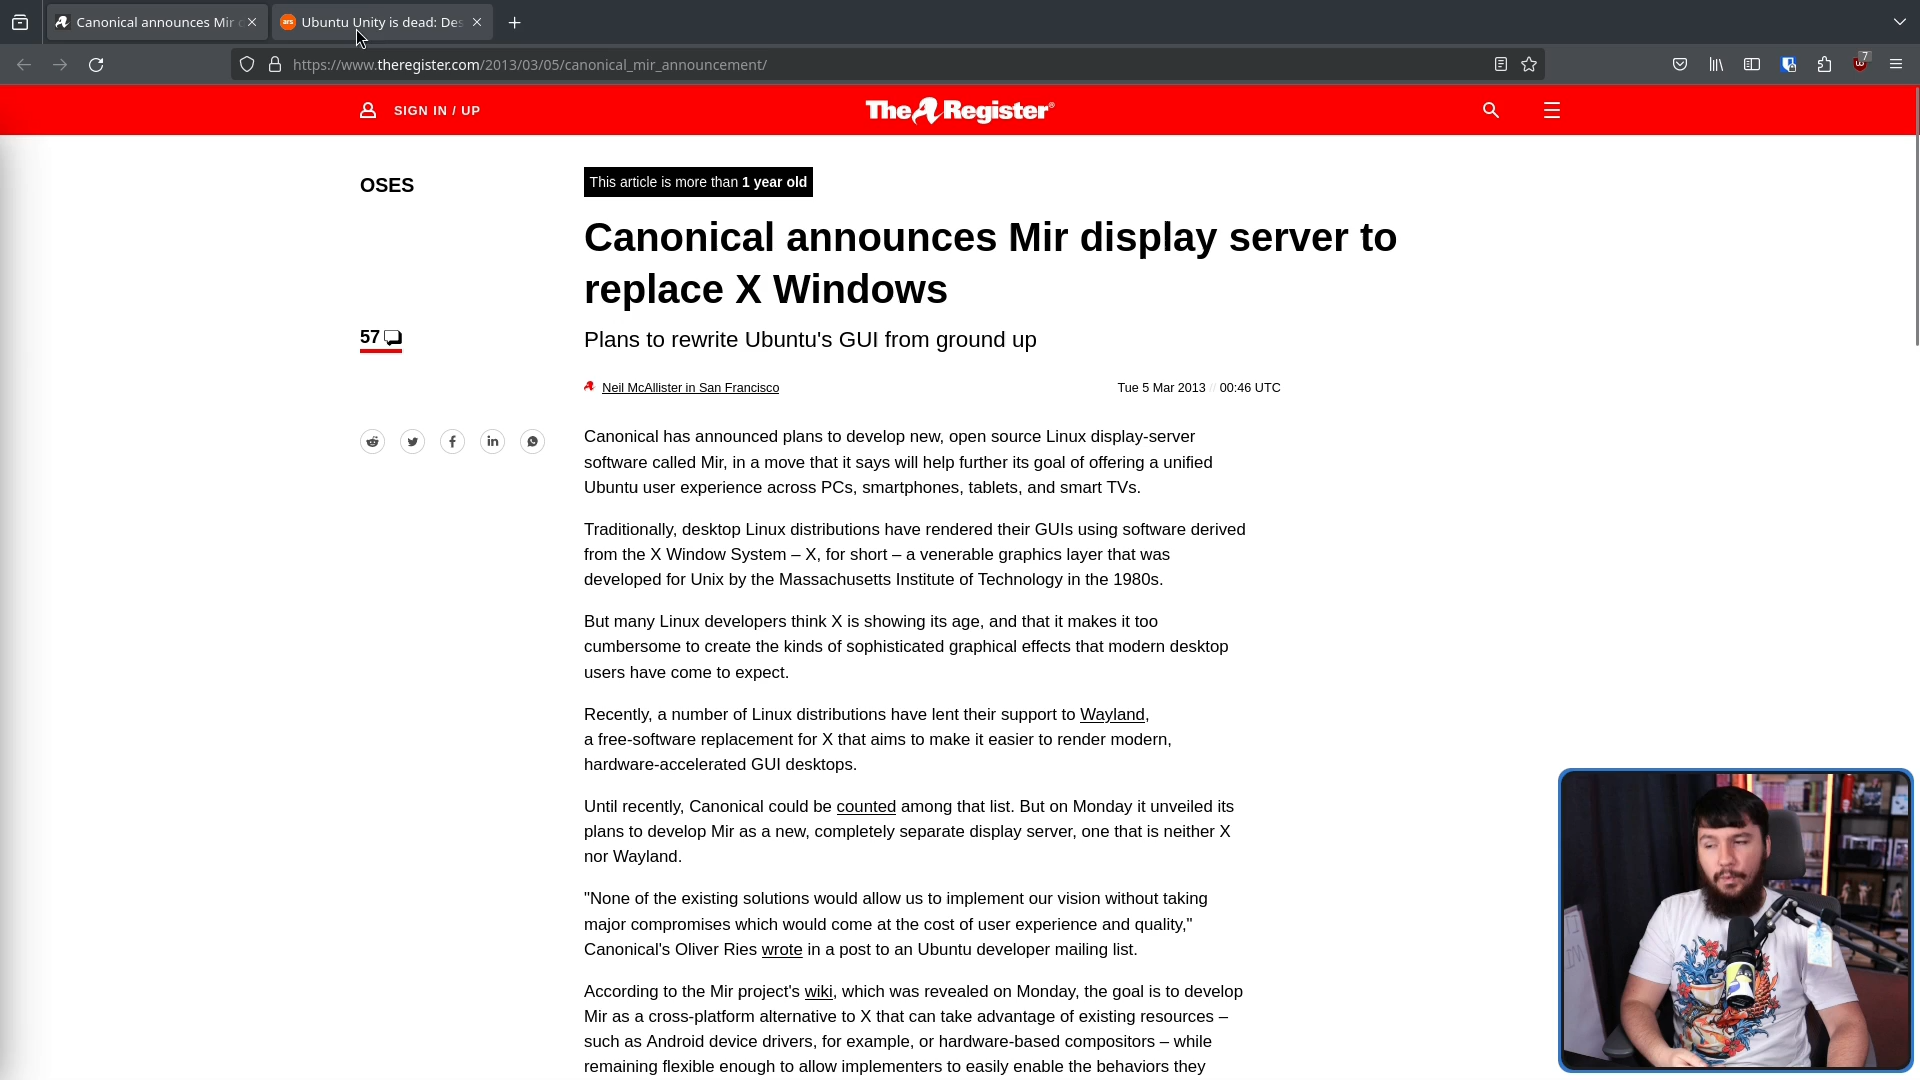 Canonical announces Mir
Ubuntu Unity is dead: Des
https://www.theregister.com/2013/03/05/canonical_mir_announcement/
7
SIGN IN / UP
The Register®
OSES
This article is more than 1 year old
Canonical announces Mir display server to
replace X Windows
57
Plans to rewrite Ubuntu's GUI from ground up
Neil McAllister in San Francisco
Tue 5 Mar 2013 // 00:46 UTC
Canonical has announced plans to develop new, open source Linux display-server
software called Mir, in a move that it says will help further its goal of offering a unified
Ubuntu user experience across PCs, smartphones, tablets, and smart TVs.
Traditionally, desktop Linux distributions have rendered their GUIs using software derived
from the X Window System – X, for short – a venerable graphics layer that was
developed for Unix by the Massachusetts Institute of Technology in the 1980s.
But many Linux developers think X is showing its age, and that it makes it too
cumbersome to create the kinds of sophisticated graphical effects that modern desktop
users have come to expect.
Recently, a number of Linux distributions have lent their support to Wayland,
a free-software replacement for X that aims to make it easier to render modern,
hardware-accelerated GUI desktops.
Until recently, Canonical could be counted among that list. But on Monday it unveiled its
plans to develop Mir as a new, completely separate display server, one that is neither X
nor Wayland.
"None of the existing solutions would allow us to implement our vision without taking
major compromises which would come at the cost of user experience and quality,"
Canonical's Oliver Ries wrote in a post to an Ubuntu developer mailing list.
According to the Mir project's wiki, which was revealed on Monday, the goal is to develop
Mir as a cross-platform alternative to X that can take advantage of existing resources –
such as Android device drivers, for example, or hardware-based compositors – while
remaining flexible enough to allow implementers to easily enable the behaviors they